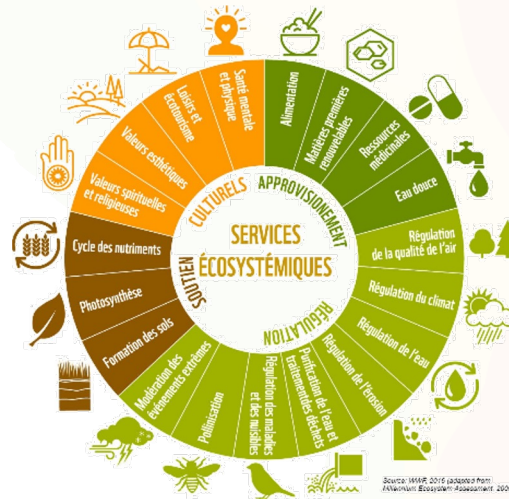 SERVICES
ÉCOSYSTÉMIQUES
APPROVISIONEMENT
Alimentation
Matières premières
renouvelables
Ressources
médicinales
Eau douce
RÉGULATION
Régulation
de la qualité de l'air
Régulation du climat
Régulation de l'eau
Régulation de l'érosion
Purification de l'eau et
traitementdés déchets
Régulation des maladies
et des nuisibles
Pollinisation
Modération des
événements extrêmes
SOUTIEN
Formation des sols
Photosynthèse
Cycle des nutriments
CULTURELS
Valeurs spirituelles
et religieuses
Valeurs esthétiques
Loisirs et
écotourisme
Santé mentale
et physique
Source: WWF, 2016 (adapted from
Millennium Ecosystem Assessment,